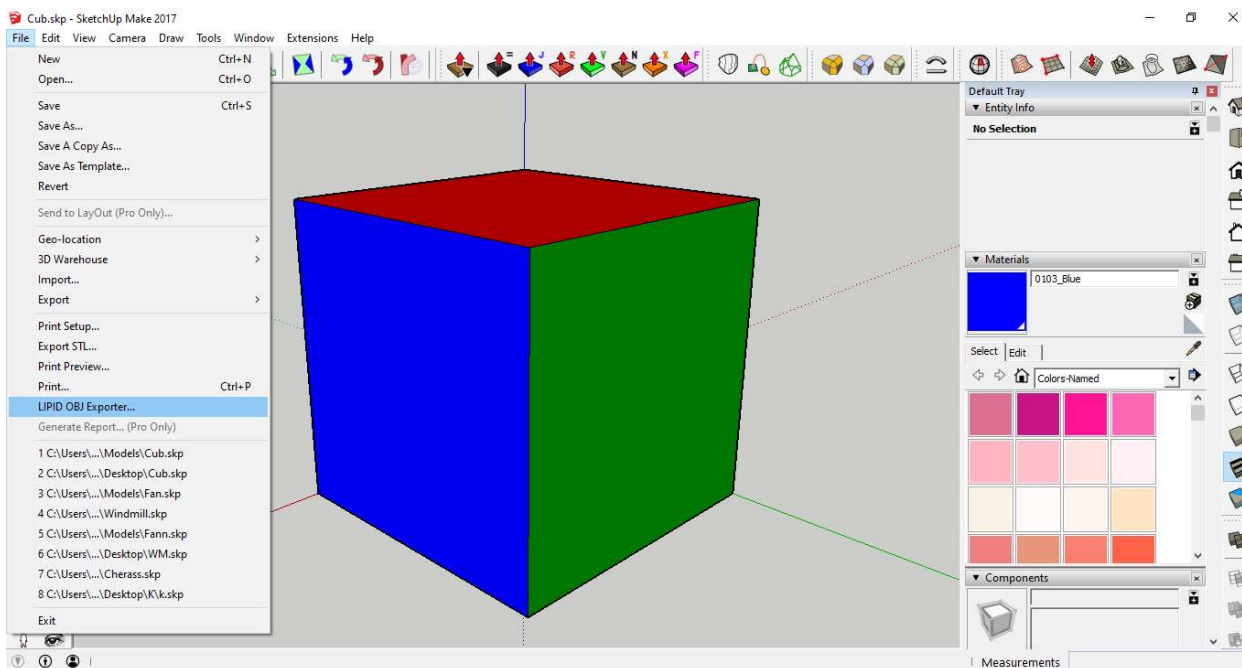 Cub.skp - SketchUp Make 2017
File Edit View Camera Draw Tools Window Extensions Help
New Ctrl+N
Open... Ctrl+O
Save Ctrl+S
Save As...
Save A Copy As...
Save As Template...
Revert
Send to LayOut (Pro Only)...
Geo-location
3D Warehouse
Import...
Export
Print Setup...
Export STL...
Print Preview...
Print... Ctrl+P
LIPID OBJ Exporter...
Generate Report... (Pro Only)
1 C:\Users\...\Models\Cub.skp
2 C:\Users\...\Desktop\Cub.skp
3 C:\Users\...\Models\Fan.skp
4 C:\Users\...\Windmill.skp
5 C:\Users\...\Models\Fann.skp
6 C:\Users\...\Desktop\WM.skp
7 C:\Users\...\Cherass.skp
8 C:\Users\...\Desktop\K\k.skp
Exit
= J R V N X F
Default Tray
Entity Info
No Selection
Materials
0103_Blue
Select Edit
Colors-Named
Components
Measurements